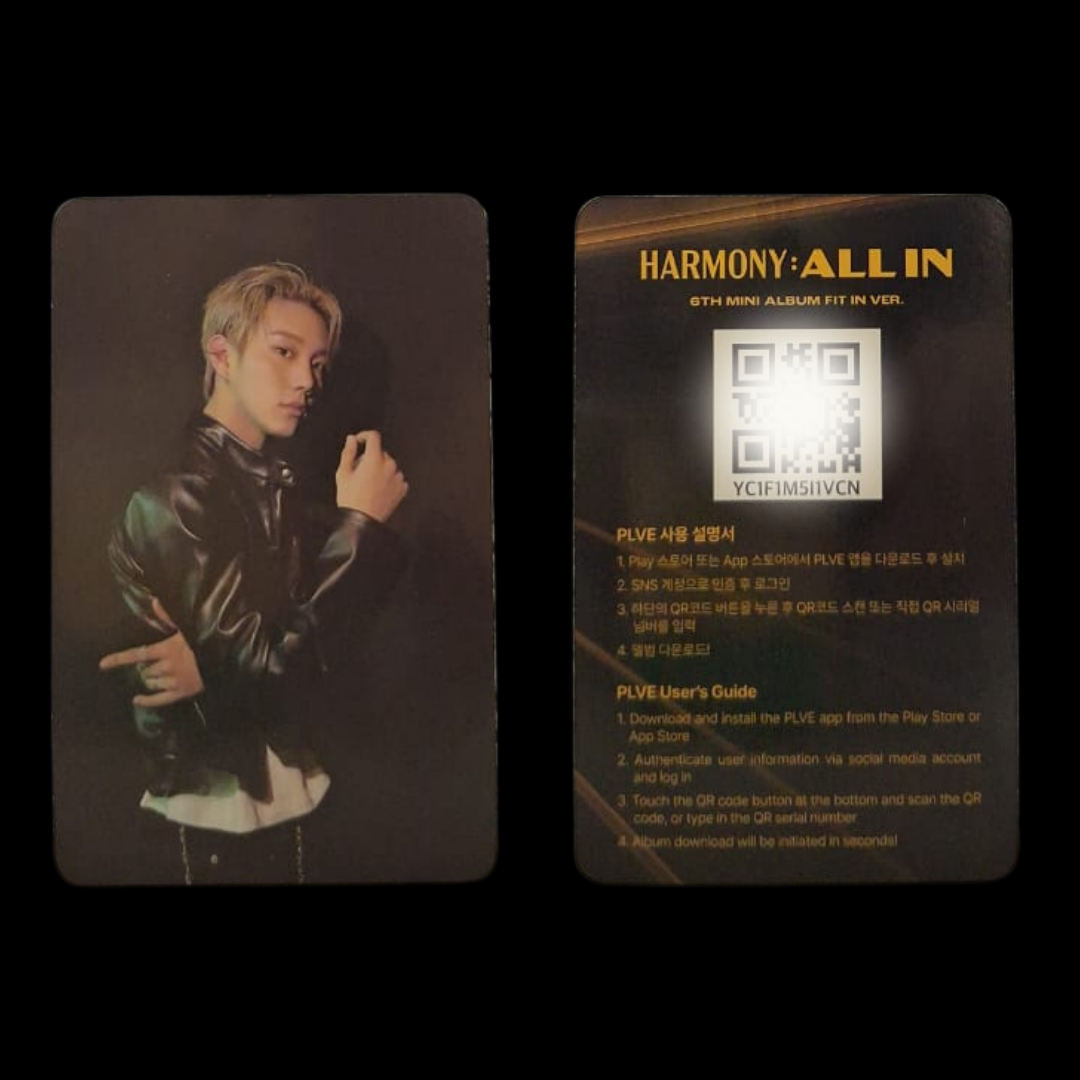 HARMONY:ALL IN
6TH MINI ALBUM FIT IN VER.
YC1F1M5I1VCN
PLVE 사용 설명서
1. Play 스토어 또는 App 스토어에서 PLVE 앱을 다운로드 후 설치
2. SNS 계정으로 인증 후 로그인
3. 하단의 QR코드 버튼을 누른 후 QR코드 스캔 또는 직접 QR 시리얼
넘버를 입력
4. 앨범 다운로드!
PLVE User's Guide
1. Download and install the PLVE app from the Play Store or
App Store
2. Authenticate user information via social media account
and log in
3. Touch the QR code button at the bottom and scan the QR
code, or type in the QR serial number
4. Album download will be initiated in seconds!